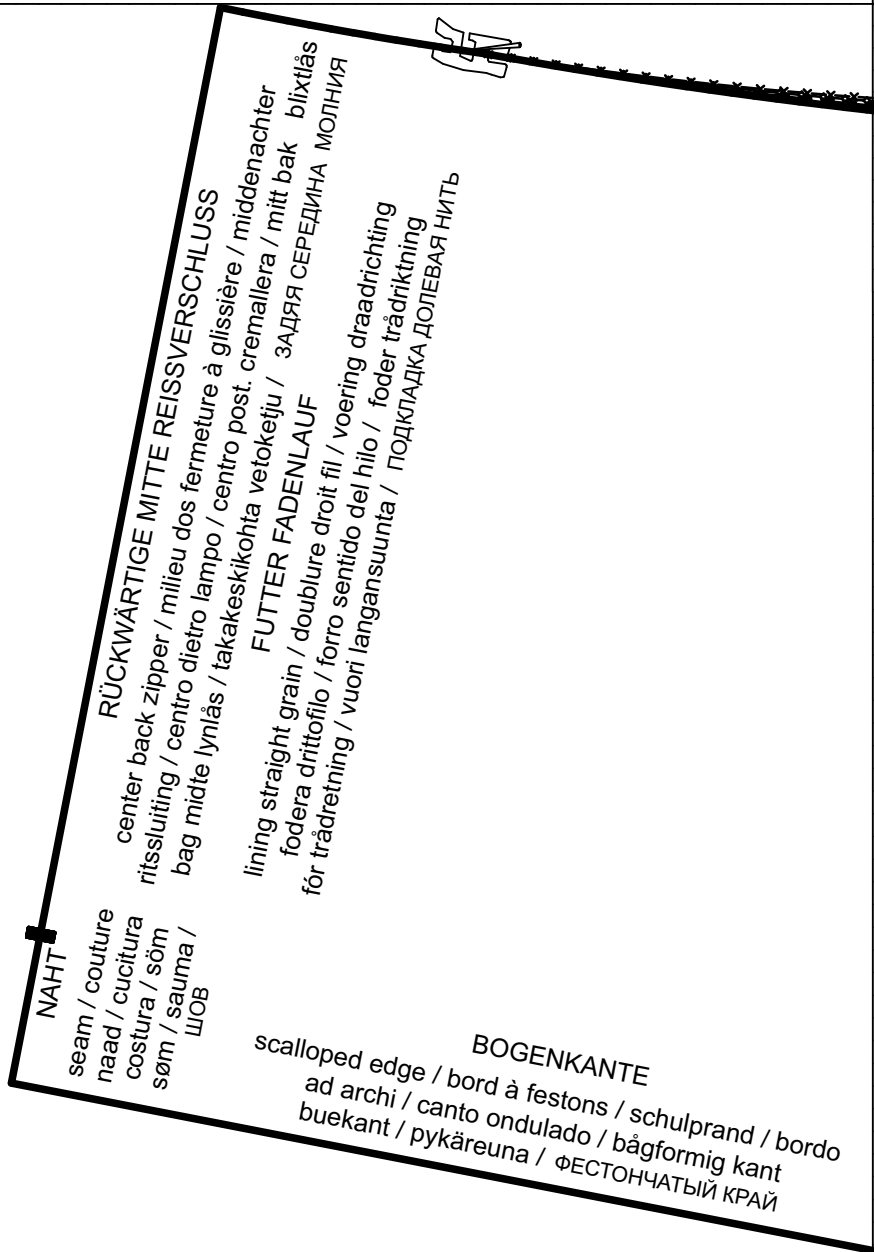 RÜCKWÄRTIGE MITTE REISSVERSCHLUSS
center back zipper / milieu dos fermeture à glissière / middenachter
ritssluiting / centro dietro lampo / centro post. cremallera / mitt bak blixtlås
bag midte lynlås / takakeskikohta vetoketju / ЗАДЯЯ СЕРЕДИНА МОЛНИЯ
FUTTER FADENLAUF
lining straight grain / doublure droit fil / voering draadrichting
fodera drittofilo / forro sentido del hilo / foder trådriktning
fór trådretning / vuori langansuunta / ПОДКЛАДКА ДОЛЕВАЯ НИТЬ
NAHT
seam / couture
naad / cucitura
costura / söm
søm / sauma /
ШОВ
BOGENKANTE
scalloped edge / bord à festons / schulprand / bordo
ad archi / canto ondulado / bågformig kant
buekant / pykäreuna / ФЕСТОНЧАТЫЙ КРАЙ